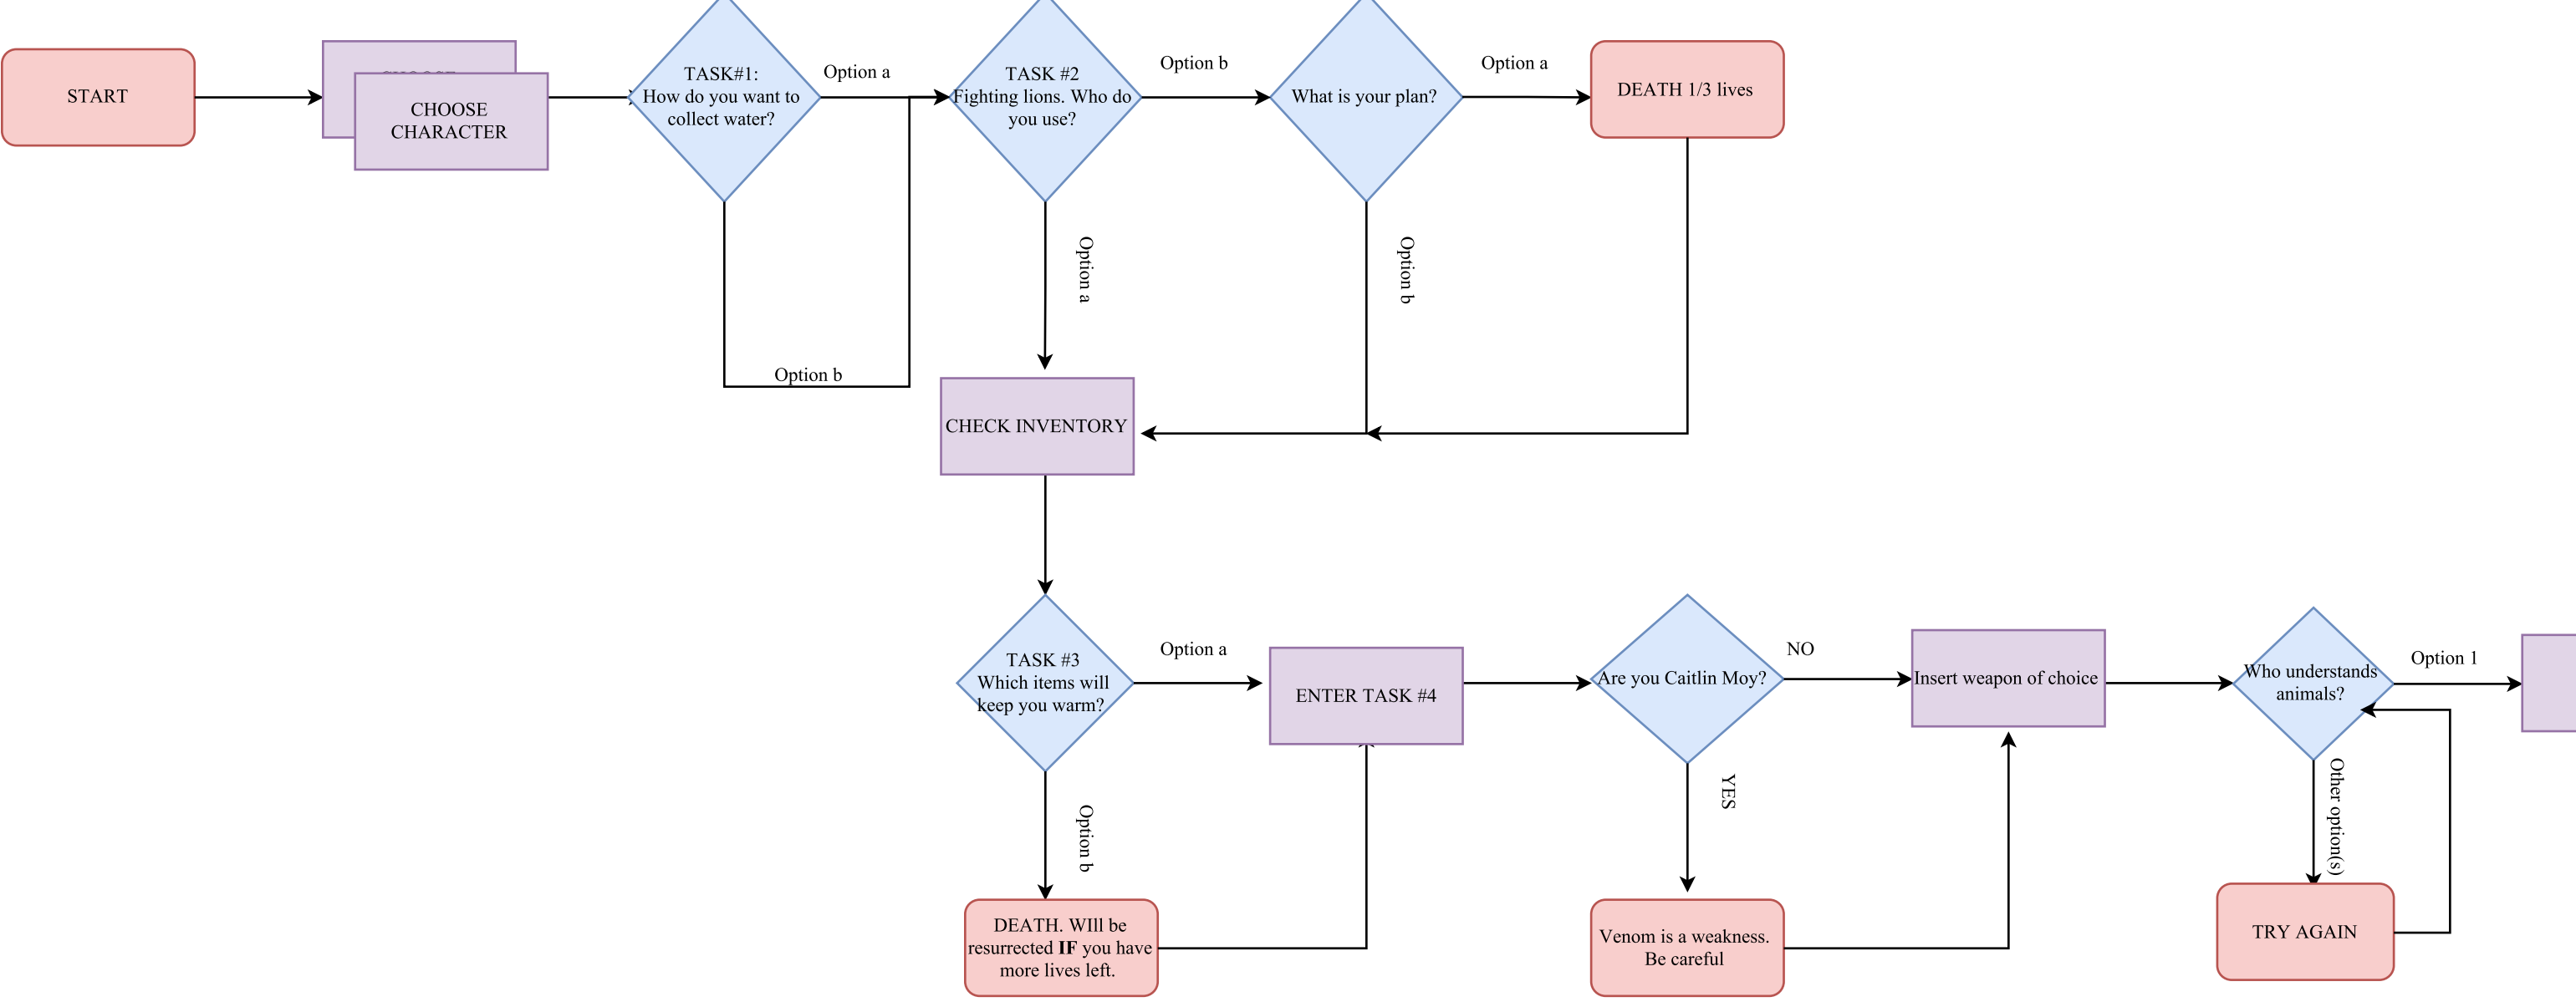 START
CHOOSE
CHARACTER
TASK#1:
How do you want to
collect water?
Option a
Option b
TASK #2
Fighting lions. Who do
you use?
Option b
Option a
What is your plan?
Option a
Option b
DEATH 1/3 lives
CHECK INVENTORY
TASK #3
Which items will
keep you warm?
Option a
Option b
DEATH. WIll be
resurrected IF you have
more lives left.
ENTER TASK #4
Are you Caitlin Moy?
NO
YES
Venom is a weakness.
Be careful
Insert weapon of choice
Who understands
animals?
Option 1
Other option(s)
TRY AGAIN